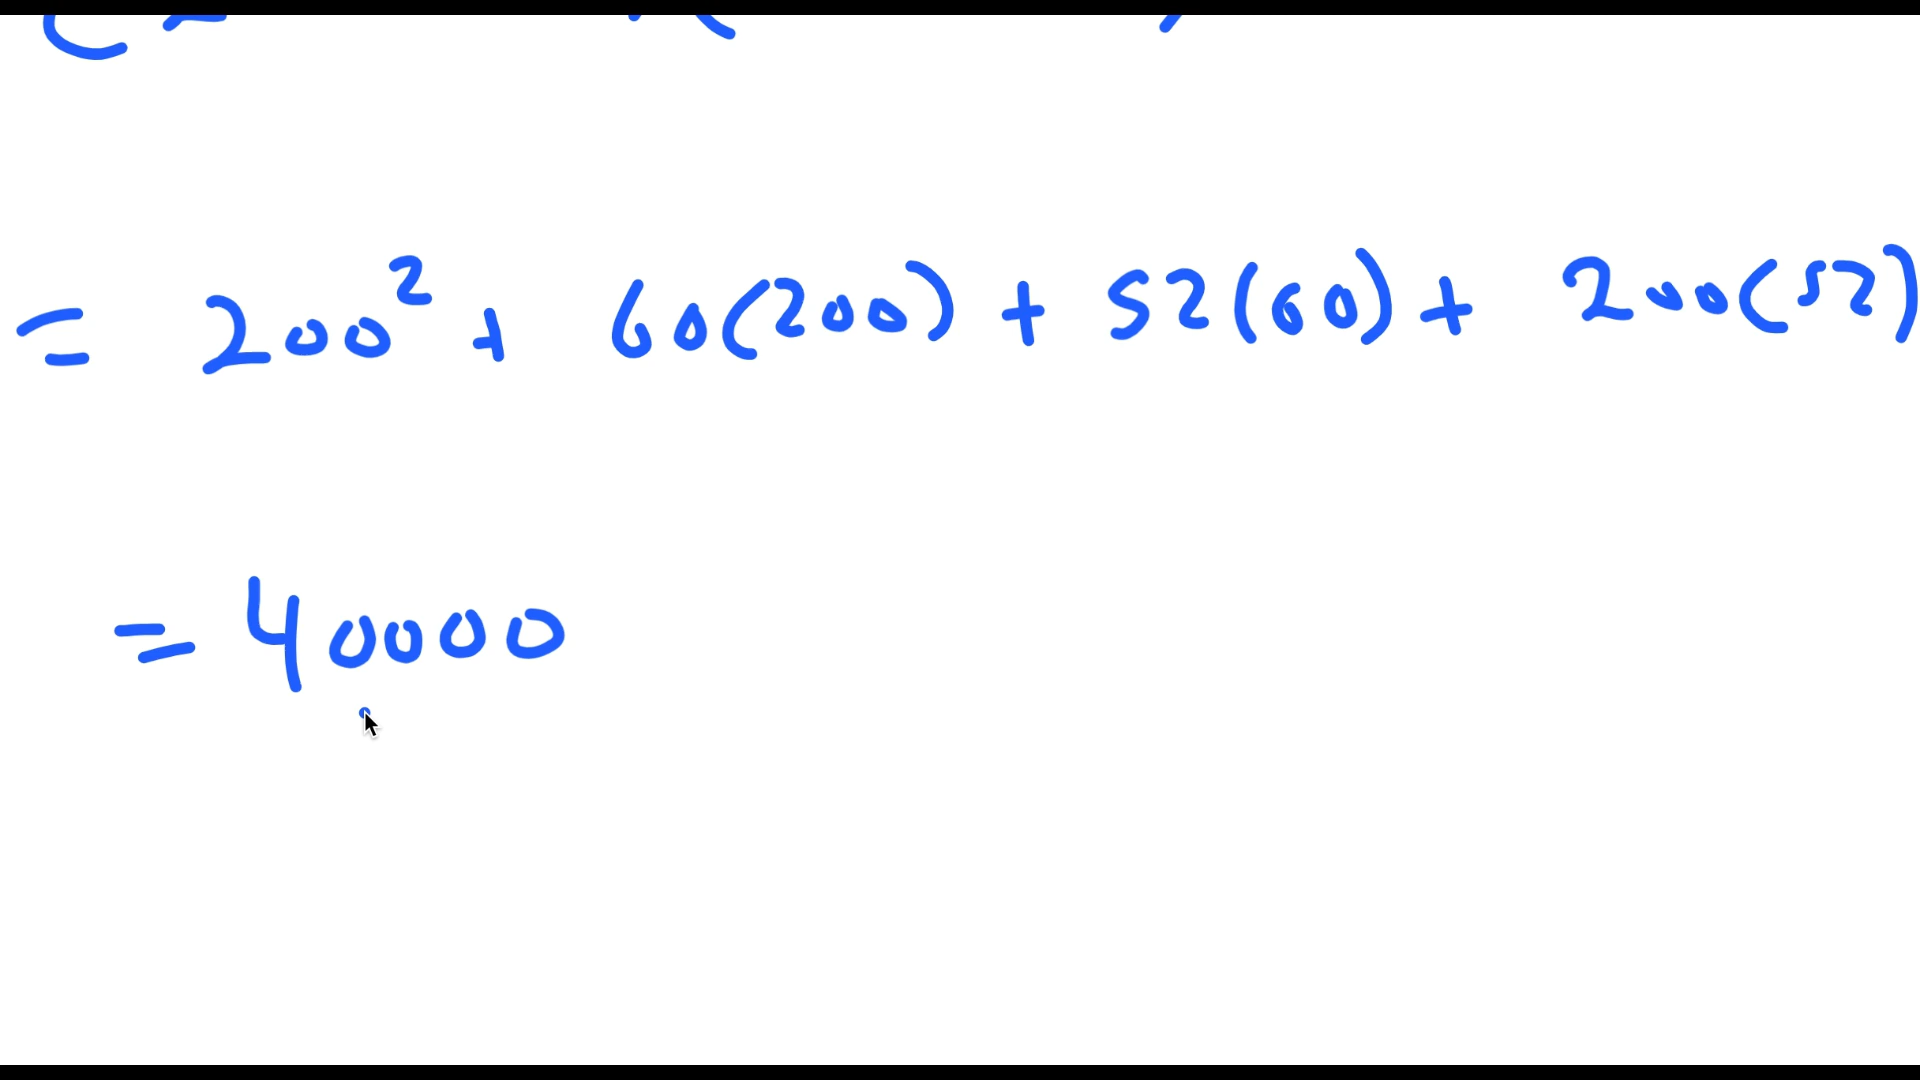 = 200² + 60(200) + 52(60) + 200(52)
= 40000